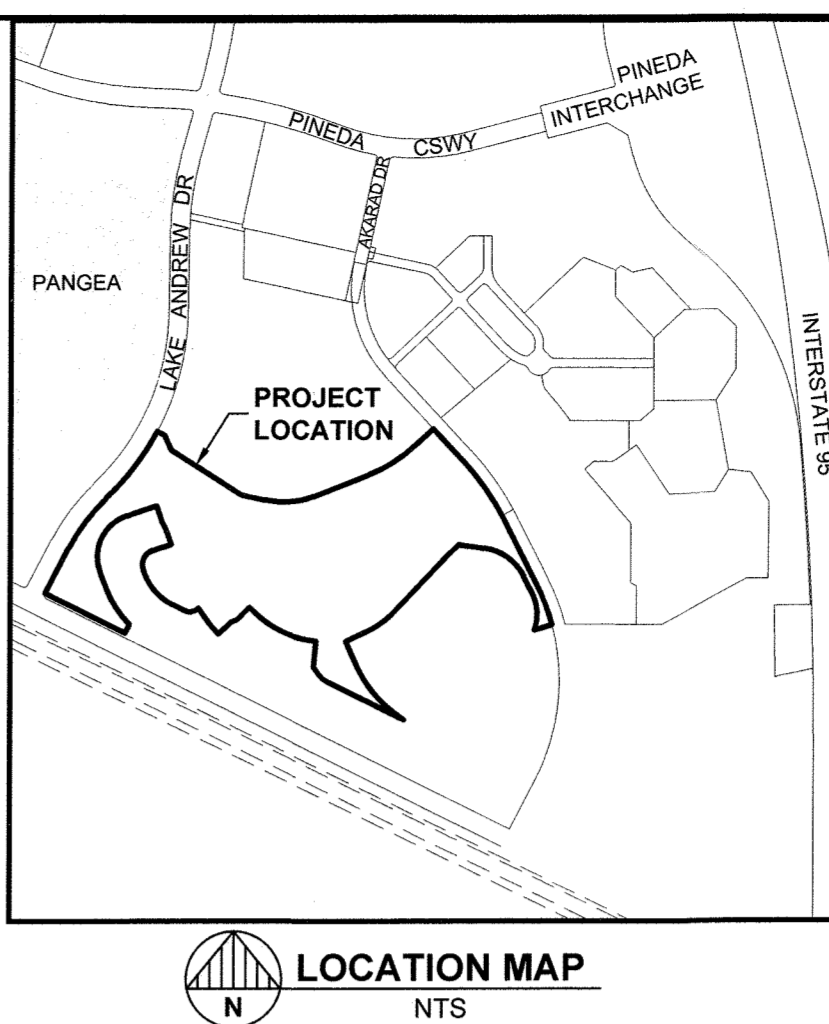 PINEDA
INTERCHANGE
PINEDA CSWY
AKARAD DR
LAKE ANDREW DR
PANGEA
INTERSTATE 95
PROJECT
LOCATION
N
LOCATION MAP
NTS